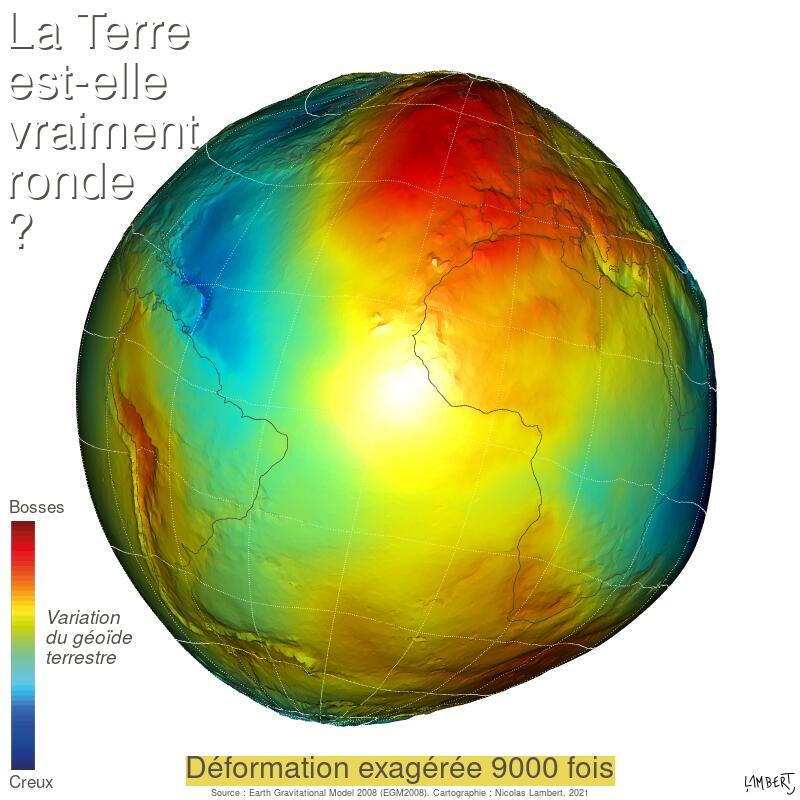 La Terre
est-elle
vraiment
ronde
?
Bosses
Variation
du géoïde
terrestre
Creux
Déformation exagérée 9000 fois
Source : Earth Gravitational Model 2008 (EGM2008). Cartographie : Nicolas Lambert, 2021
LAMBERT